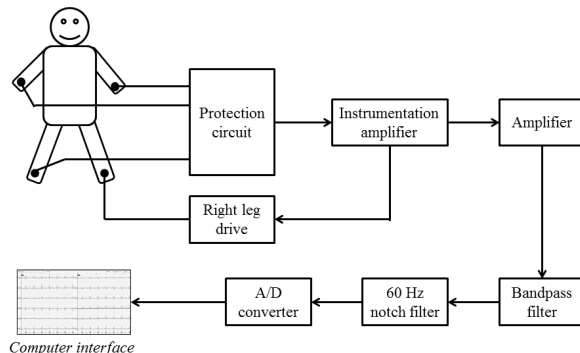 Protection
circuit
Instrumentation
amplifier
Amplifier
Right leg
drive
A/D
converter
60 Hz
notch filter
Bandpass
filter
Computer interface